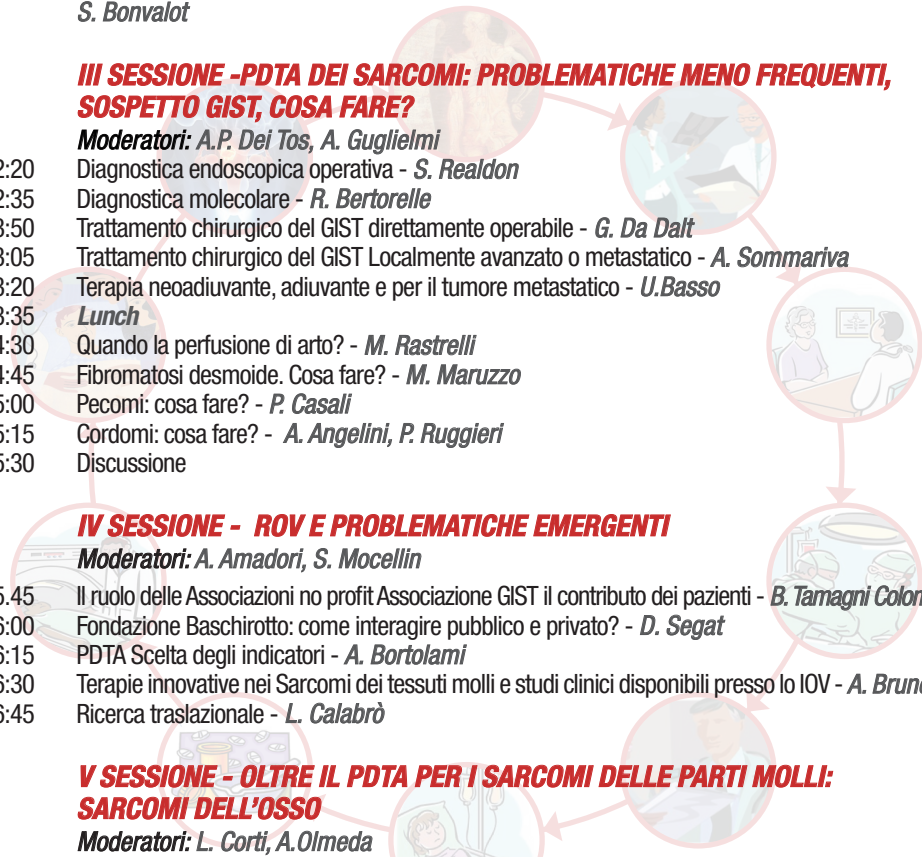 S. Bonvalot
III SESSIONE -PDTA DEI SARCOMI: PROBLEMATICHE MENO FREQUENTI,
SOSPETTO GIST, COSA FARE?
Moderatori: A.P. Dei Tos, A. Guglielmi
2:20 Diagnostica endoscopica operativa - S. Realdon
2:35 Diagnostica molecolare - R. Bertorelle
3:50 Trattamento chirurgico del GIST direttamente operabile - G. Da Dalt
3:05 Trattamento chirurgico del GIST Localmente avanzato o metastatico - A. Sommariva
3:20 Terapia neoadiuvante, adiuvante e per il tumore metastatico - U.Basso
3:35 Lunch
4:30 Quando la perfusione di arto? - M. Rastrelli
4:45 Fibromatosi desmoide. Cosa fare? - M. Maruzzo
5:00 Pecomi: cosa fare? - P. Casali
5:15 Cordomi: cosa fare? - A. Angelini, P. Ruggieri
5:30 Discussione
IV SESSIONE - ROV E PROBLEMATICHE EMERGENTI
Moderatori: A. Amadori, S. Mocellin
5.45 Il ruolo delle Associazioni no profit Associazione GIST il contributo dei pazienti - B. Tamagni Colom
6:00 Fondazione Baschirotto: come interagire pubblico e privato? - D. Segat
6:15 PDTA Scelta degli indicatori - A. Bortolami
6:30 Terapie innovative nei Sarcomi dei tessuti molli e studi clinici disponibili presso lo IOV - A. Brun
6:45 Ricerca traslazionale - L. Calabrò
V SESSIONE - OLTRE IL PDTA PER I SARCOMI DELLE PARTI MOLLI:
SARCOMI DELL'OSSO
Moderatori: L. Corti, A.Olmeda